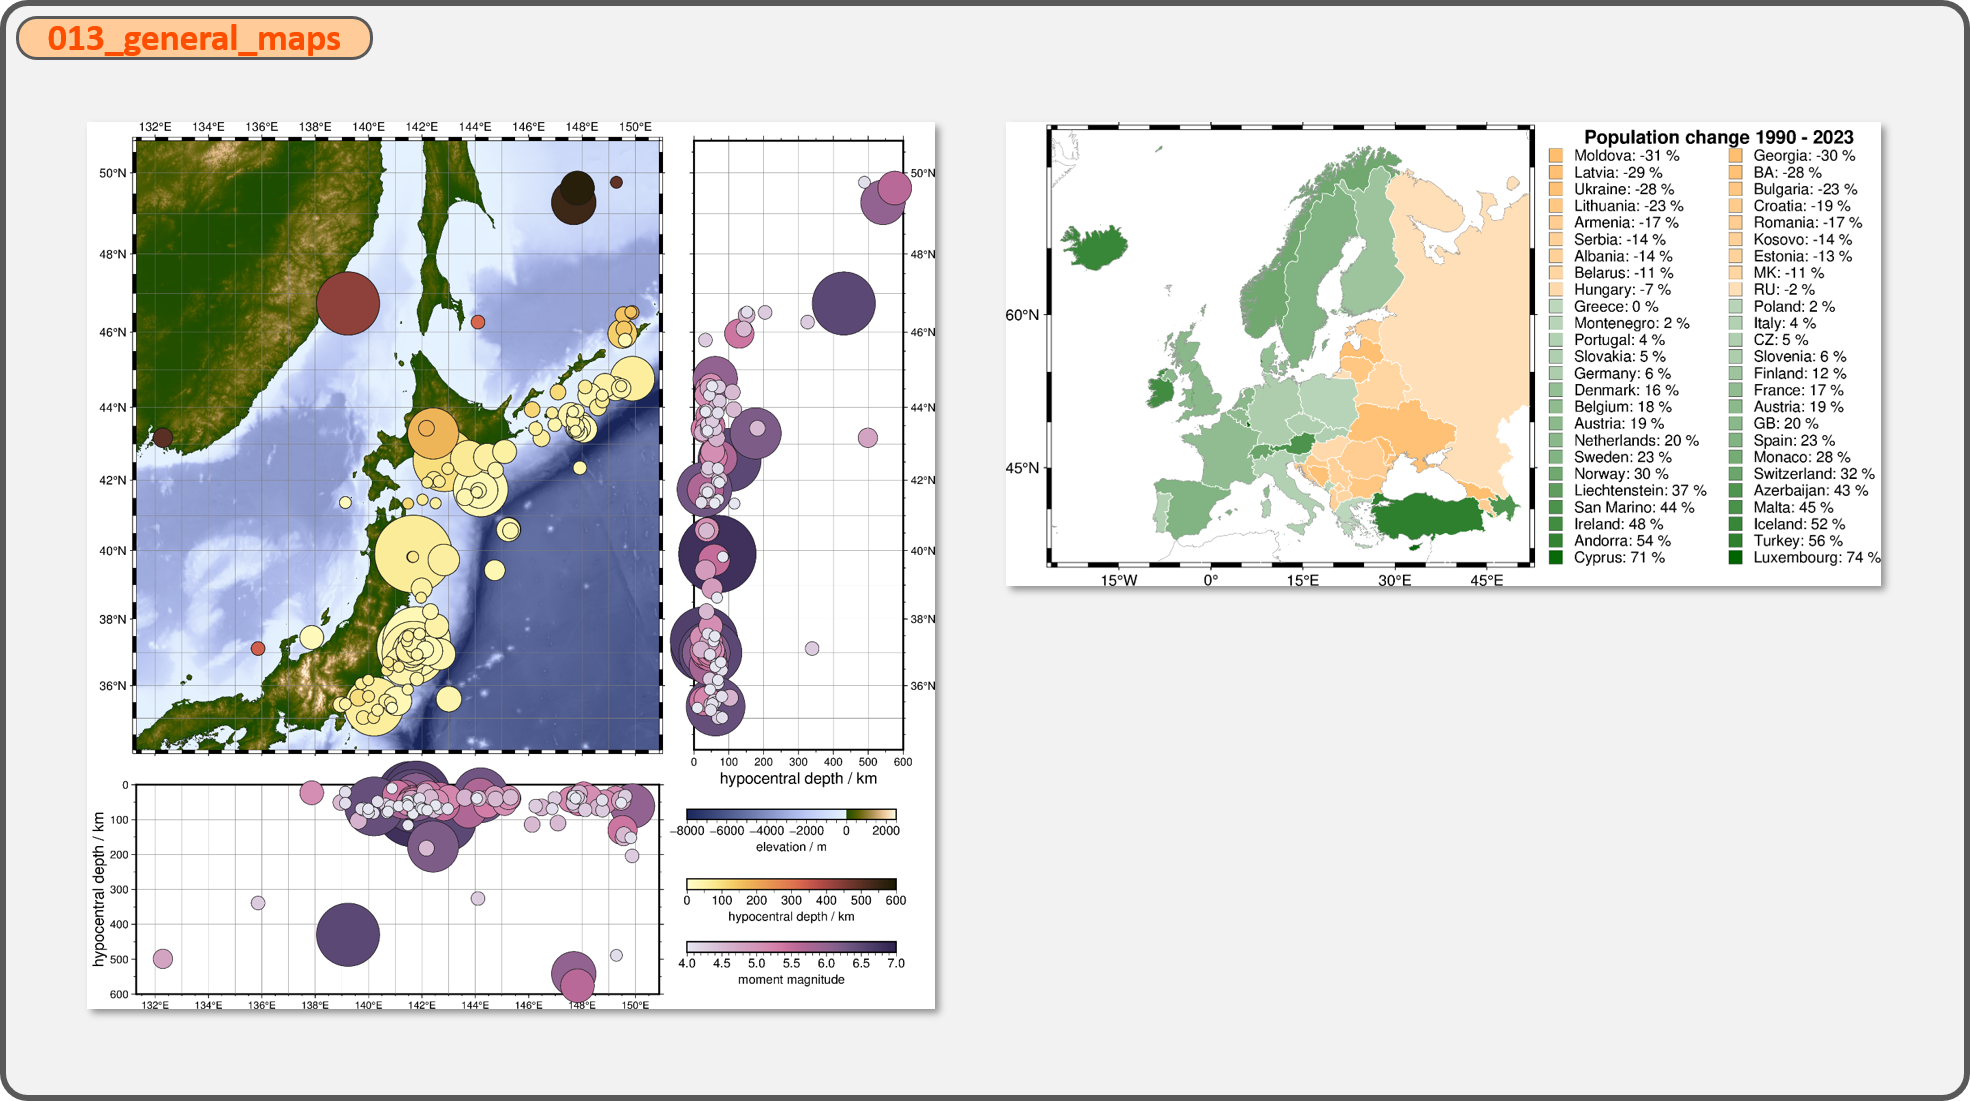 013_general_maps
132°E 134°E 136°E 138°E 140°E 142°E 144°E 146°E 148°E 150°E
50°N
48°N
46°N
44°N
42°N
40°N
38°N
36°N
50°N
48°N
46°N
44°N
42°N
40°N
38°N
36°N
0 100 200 300 400 500 600
hypocentral depth / km
0
100
200
300
400
500
600
hypocentral depth / km
132°E 134°E 136°E 138°E 140°E 142°E 144°E 146°E 148°E 150°E
−8000 −6000 −4000 −2000 0 2000
elevation / m
0 100 200 300 400 500 600
hypocentral depth / km
4.0 4.5 5.0 5.5 6.0 6.5 7.0
moment magnitude
60°N
45°N
15°W 0° 15°E 30°E 45°E
Population change 1990 - 2023
Moldova: -31 % Georgia: -30 %
Latvia: -29 % BA: -28 %
Ukraine: -28 % Bulgaria: -23 %
Lithuania: -23 % Croatia: -19 %
Armenia: -17 % Romania: -17 %
Serbia: -14 % Kosovo: -14 %
Albania: -14 % Estonia: -13 %
Belarus: -11 % MK: -11 %
Hungary: -7 % RU: -2 %
Greece: 0 % Poland: 2 %
Montenegro: 2 % Italy: 4 %
Portugal: 4 % CZ: 5 %
Slovakia: 5 % Slovenia: 6 %
Germany: 6 % Finland: 12 %
Denmark: 16 % France: 17 %
Belgium: 18 % Austria: 19 %
Austria: 19 % GB: 20 %
Netherlands: 20 % Spain: 23 %
Sweden: 23 % Monaco: 28 %
Norway: 30 % Switzerland: 32 %
Liechtenstein: 37 % Azerbaijan: 43 %
San Marino: 44 % Malta: 45 %
Ireland: 48 % Iceland: 52 %
Andorra: 54 % Turkey: 56 %
Cyprus: 71 % Luxembourg: 74 %